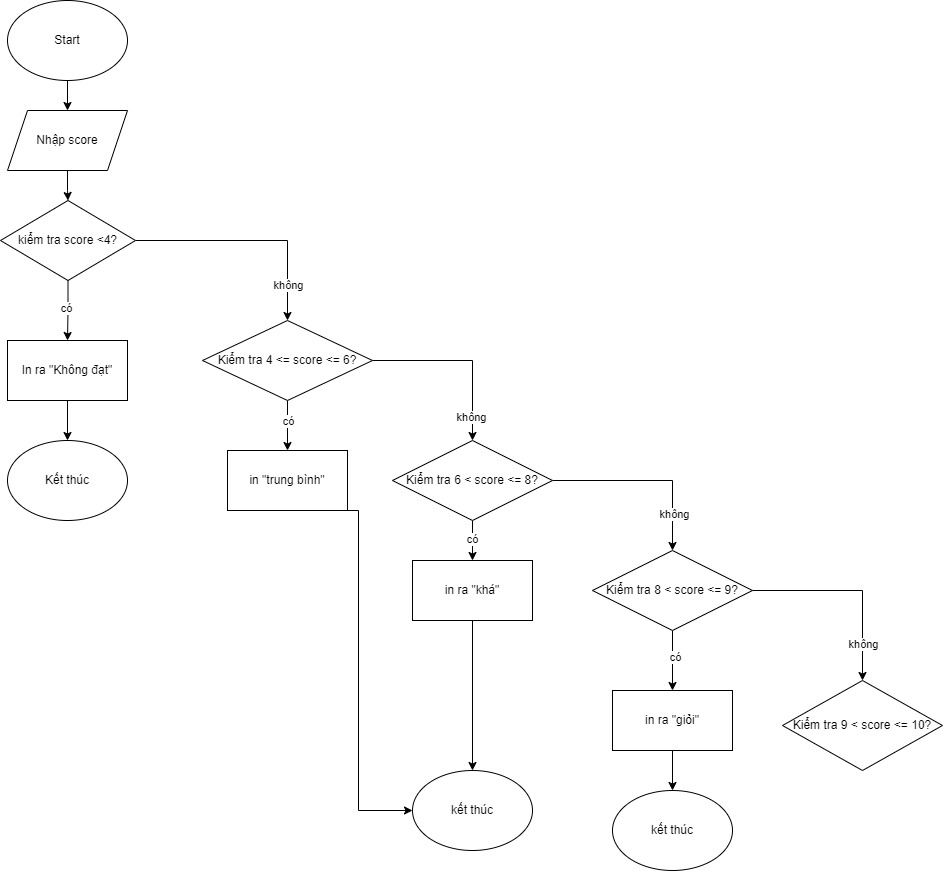 Start
Nhập score
kiểm tra score <4?
không
có
In ra "Không đạt"
Kết thúc
Kiểm tra 4 <= score <= 6?
không
có
in "trung bình"
Kiểm tra 6 < score <= 8?
không
có
in ra "khá"
kết thúc
Kiểm tra 8 < score <= 9?
không
có
in ra "giỏi"
kết thúc
Kiểm tra 9 < score <= 10?